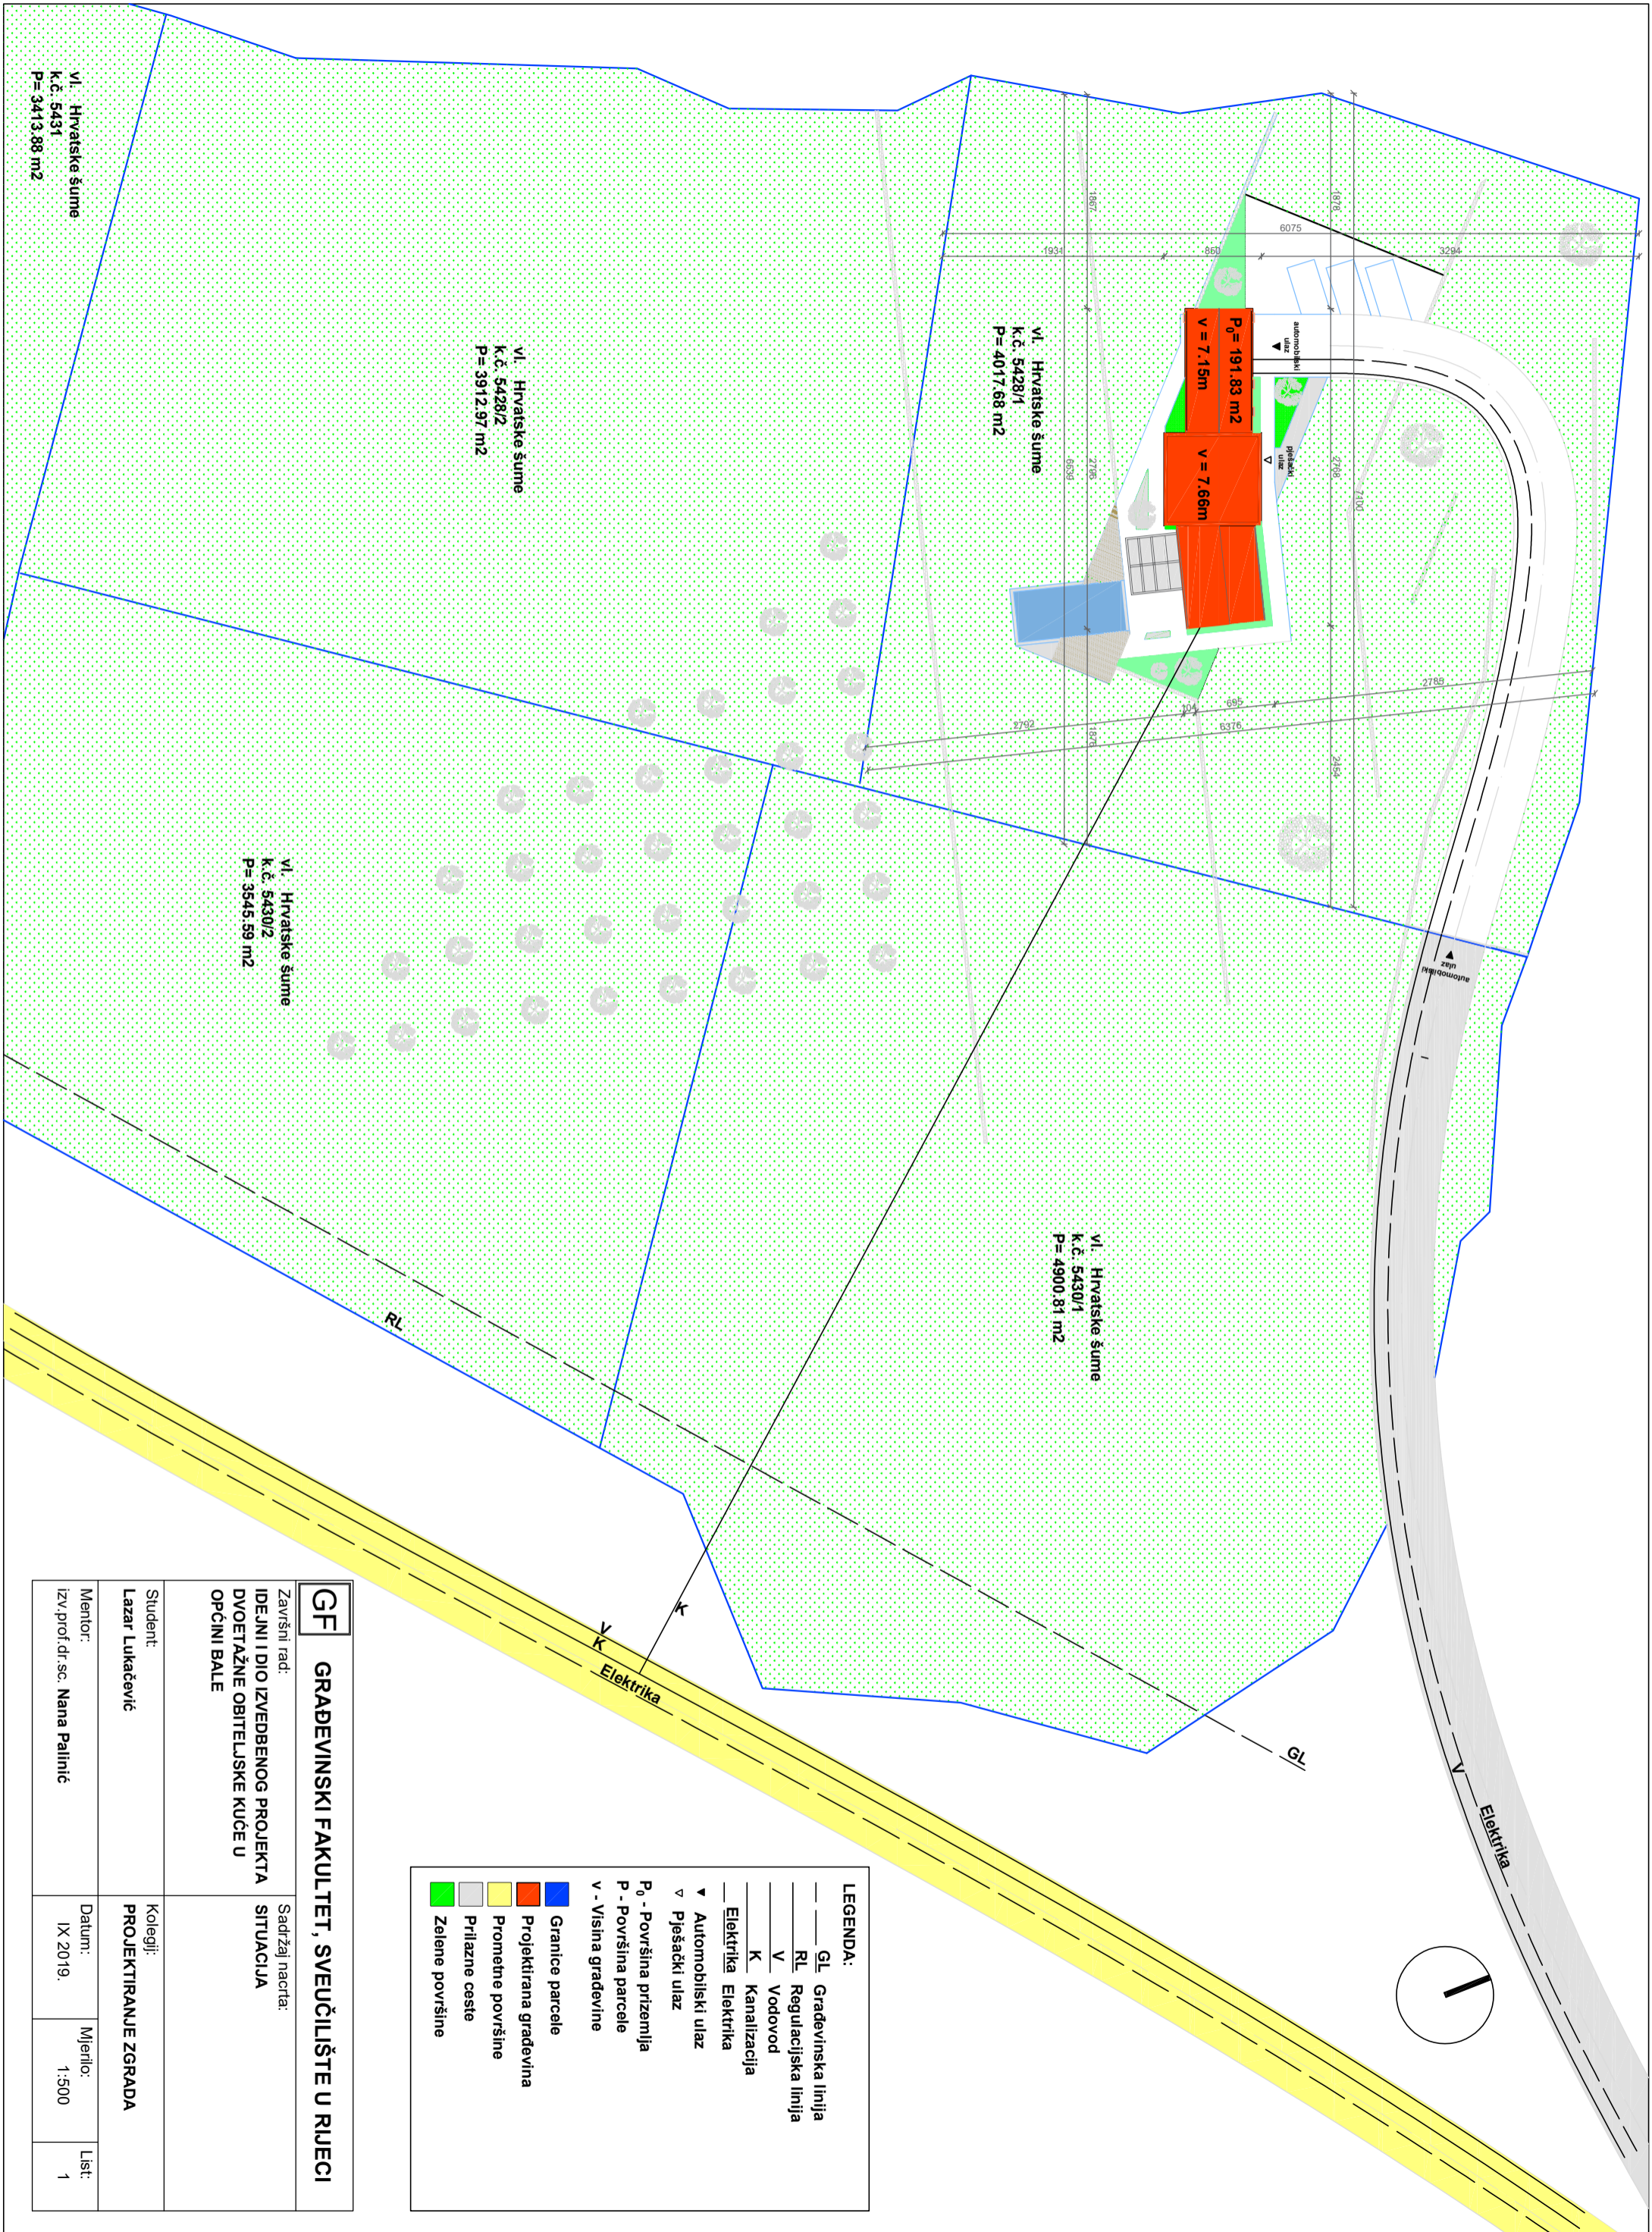 vl. Hrvatske šume
k.č. 5431
P= 3413.88 m2
vl. Hrvatske šume
k.č. 5428/2
P= 3912.97 m2
vl. Hrvatske šume
k.č. 5428/1
P= 4017.68 m2
vl. Hrvatske šume
k.č. 5430/2
P= 3545.59 m2
vl. Hrvatske šume
k.č. 5430/1
P= 4900.81 m2
P0= 191.83 m2
v = 7.15m
v = 7.66m
automobilski
ulaz
pješački
ulaz
automobilski
ulaz
1878
2768
2454
7100
6075
3294
850
1931
1867
2796
1876
6539
2785
695
104
2792
6376
RL
GL
K
V
K
Elektrika
V
Elektrika
LEGENDA:
GL Građevinska linija
RL Regulacijska linija
V Vodovod
K Kanalizacija
Elektrika Elektrika
▼ Automobilski ulaz
▽ Pješački ulaz
P0 - Površina prizemlja
P - Površina parcele
v - Visina građevine
Granice parcele
Projektirana građevina
Prometne površine
Prilazne ceste
Zelene površine
GF GRAĐEVINSKI FAKULTET, SVEUČILIŠTE U RIJECI
Završni rad:
IDEJNI I DIO IZVEDBENOG PROJEKTA
DVOETAŽNE OBITELJSKE KUĆE U
OPĆINI BALE
Sadržaj nacrta:
SITUACIJA
Student:
Lazar Lukačević
Kolegij:
PROJEKTIRANJE ZGRADA
Mentor:
izv.prof.dr.sc. Nana Palinić
Datum:
IX 2019.
Mjerilo:
1:500
List:
1